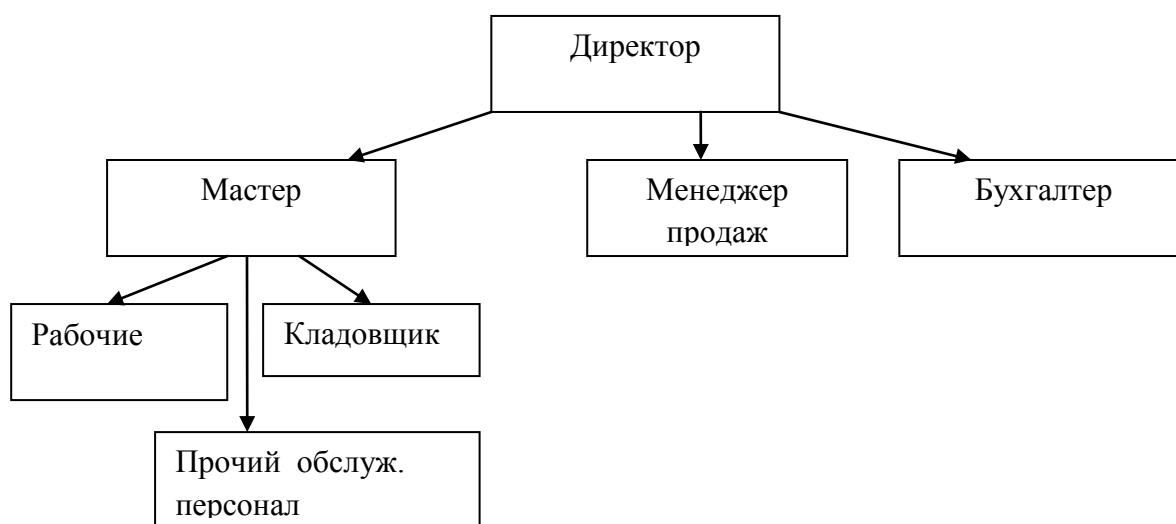 Директор
Мастер
Менеджер
продаж
Бухгалтер
Рабочие
Кладовщик
Прочий обслуж.
персонал